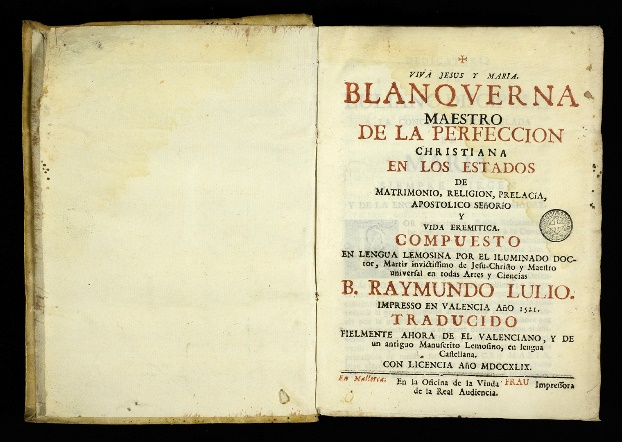 VIVA JESUS Y MARIA.
BLANQVERNA
MAESTRO
DE LA PERFECCION
CHRISTIANA
EN LOS ESTADOS
DE
MATRIMONIO, RELIGION, PRELACIA,
APOSTOLICO SEñORIO
Y
VIDA EREMITICA.
COMPUESTO
EN LENGUA LEMOSINA POR EL ILUMINADO DOC-
tor, Martir invictissimo de Jesu-Christo y Maestro
universal en todas Artes y Ciencias
B. RAYMUNDO LULIO.
IMPRESSO EN VALENCIA AñO 1521.
TRADUCIDO
FIELMENTE AHORA DE EL VALENCIANO, Y DE
un antiguo Manuscrito Lemosino, en lengua
Castellana.
CON LICENCIA AñO MDCCXLIX.
En Mallorca: En la Oficina de la Viuda FRAU Impressora
de la Real Audiencia.